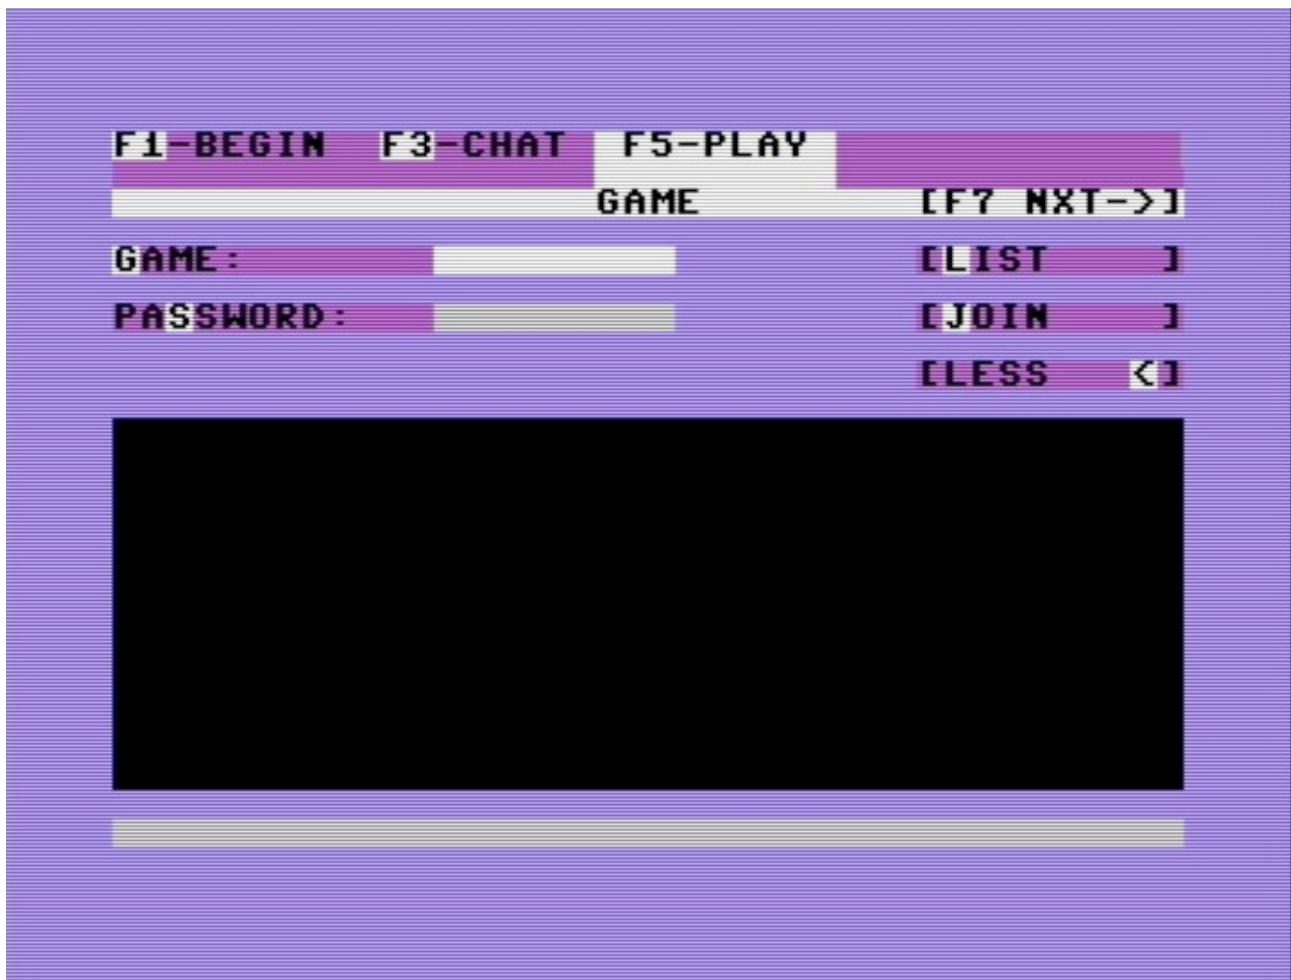 F1-BEGIN F3-CHAT F5-PLAY
GAME [F7 NXT->]
GAME: [LIST ]
PASSWORD: [JOIN ]
[LESS <]